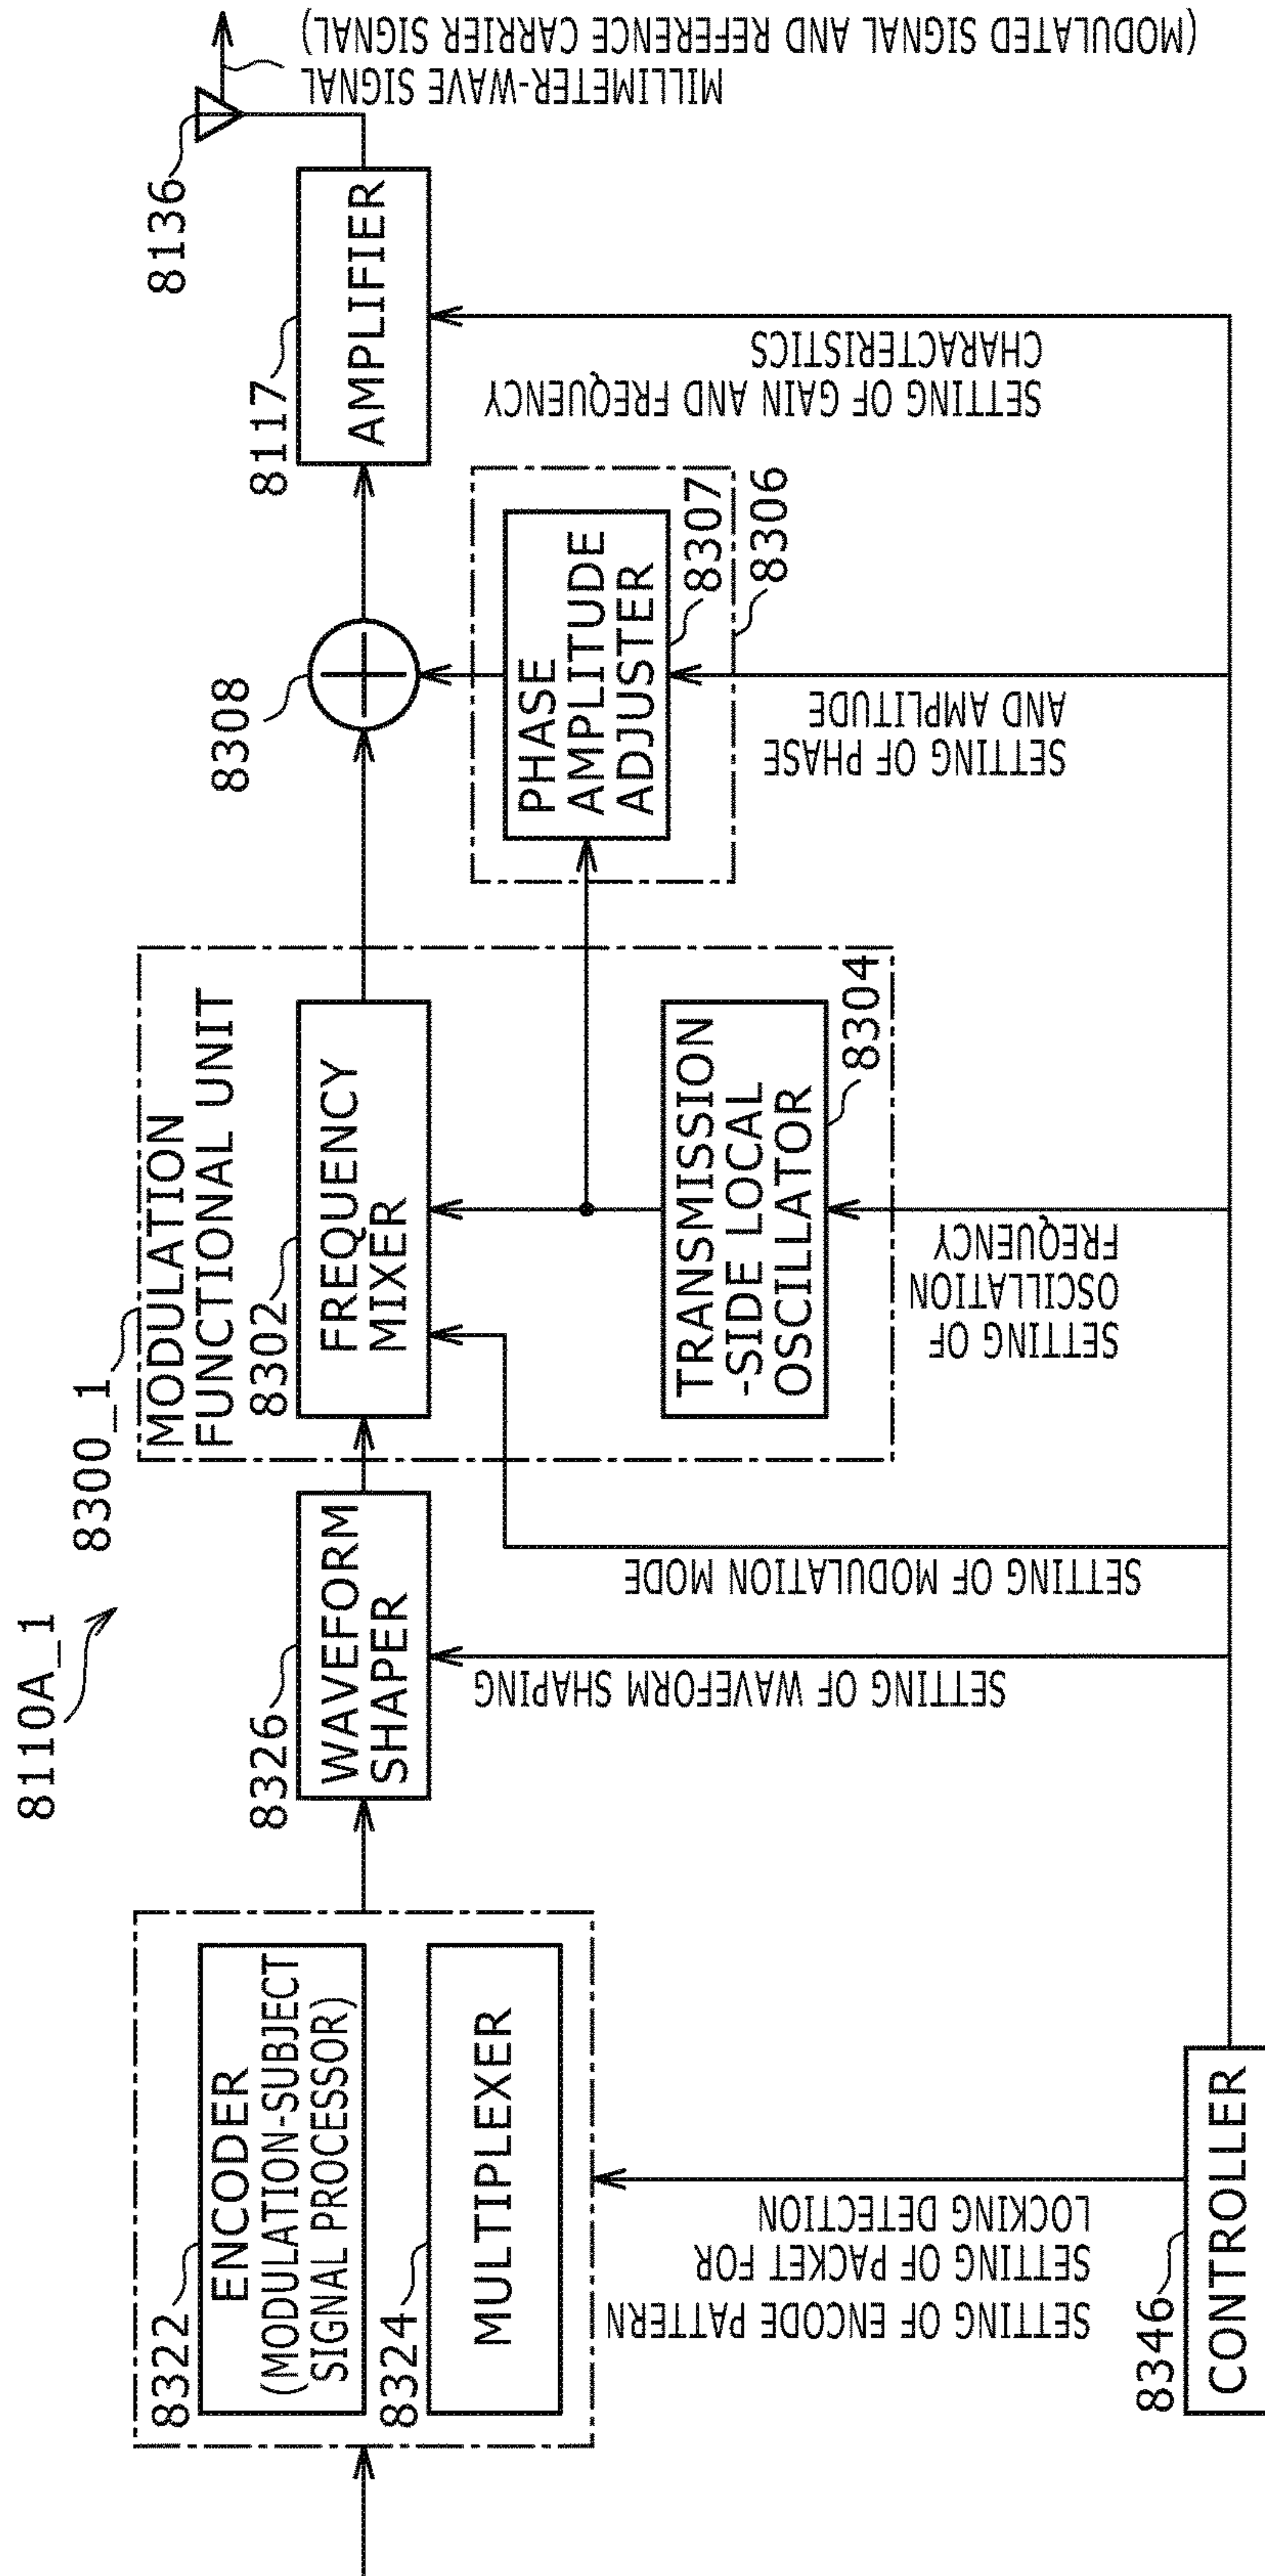 8110A_1
8300_1
MODULATION
FUNCTIONAL UNIT
8322
ENCODER
(MODULATION-SUBJECT
SIGNAL PROCESSOR)
8324
MULTIPLEXER
8326
WAVEFORM
SHAPER
8302
FREQUENCY
MIXER
TRANSMISSION
-SIDE LOCAL
OSCILLATOR
8304
8308
PHASE
AMPLITUDE
ADJUSTER
8307
8306
8117
AMPLIFIER
8136
MILLIMETER-WAVE SIGNAL
(MODULATED SIGNAL AND REFERENCE CARRIER SIGNAL)
SETTING OF ENCODE PATTERN
SETTING OF PACKET FOR
LOCKING DETECTION
SETTING OF WAVEFORM SHAPING
SETTING OF MODULATION MODE
SETTING OF
OSCILLATION
FREQUENCY
SETTING OF PHASE
AND AMPLITUDE
SETTING OF GAIN AND FREQUENCY
CHARACTERISTICS
8346
CONTROLLER